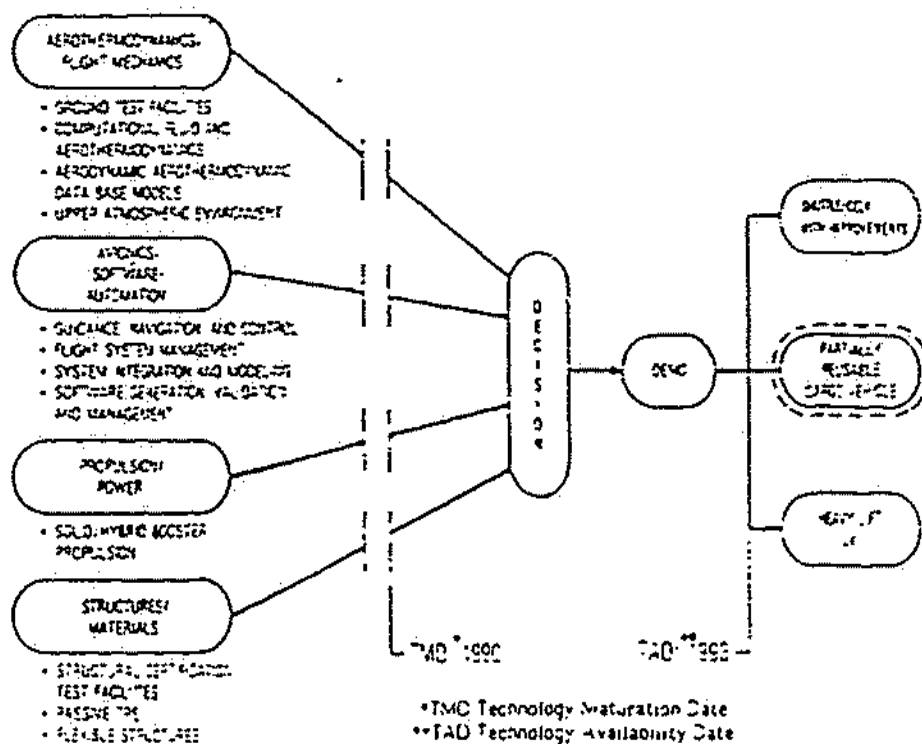 AEROTHERMODYNAMICS-
FLIGHT MECHANICS
• GROUND TEST FACILITIES
• COMPUTATIONAL FLUID AND
AEROTHERMODYNAMICS
• AERODYNAMIC AEROTHERMODYNAMIC
DATA BASE MODELS
• UPPER ATMOSPHERIC ENVIRONMENT
AVIONICS-
SOFTWARE-
AUTOMATION
• GUIDANCE, NAVIGATION AND CONTROL
• FLIGHT SYSTEM MANAGEMENT
• SYSTEM INTEGRATION AND MODELING
• SOFTWARE GENERATION, VALIDATION
AND MANAGEMENT
PROPULSION/
POWER
• SOLID/HYBRID BOOSTER
PROPULSION
STRUCTURES/
MATERIALS
• STRUCTURAL CERTIFICATION
TEST FACILITIES
• PASSIVE TPS
• FLEXIBLE STRUCTURES
DECISION
DEMO
WITH IMPROVEMENTS
PARTIALLY
REUSABLE
CARGO VEHICLE
HEAVY LIFT
TMD * 1990
TAD **
*TMD Technology Maturation Date
**TAD Technology Availability Date